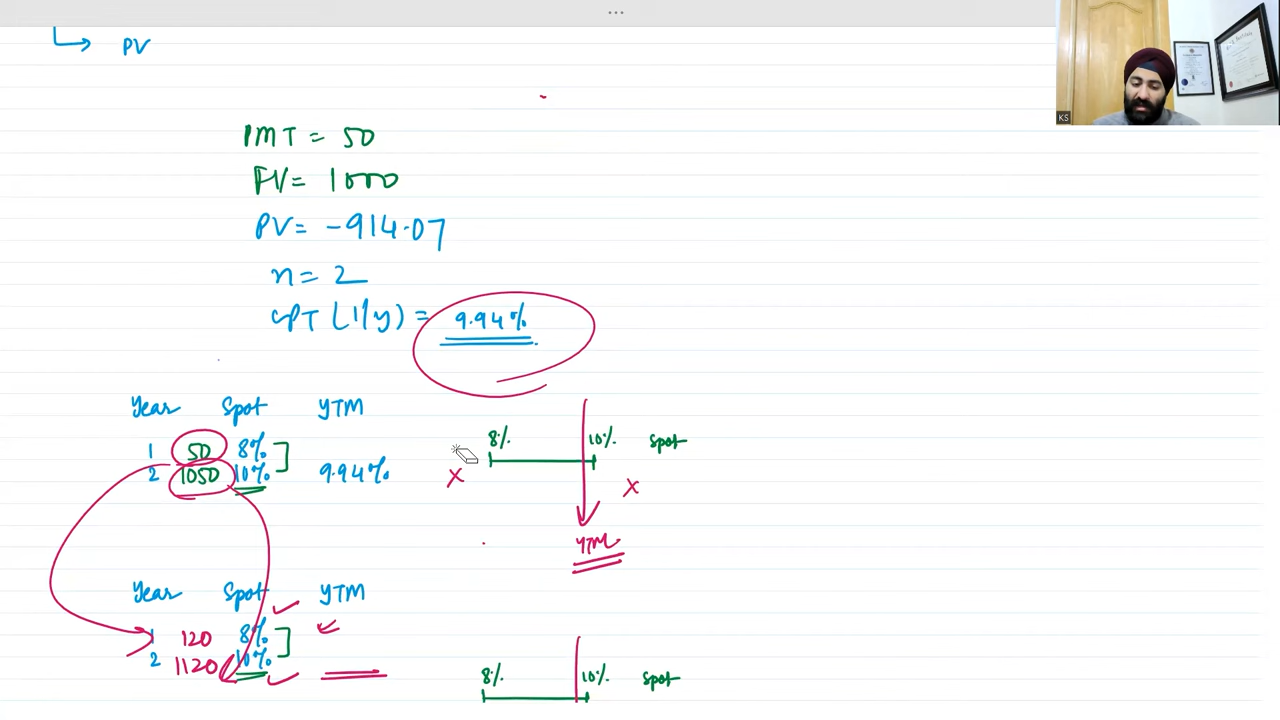 PV
PMT = 50
FV = 1000
PV = -914.07
n = 2
CPT (I/y) = 9.94%
Year Spot YTM
1 50 8%
2 1050 10% 9.94%
8% 10% Spot
x x
YTM
Year Spot YTM
1 120 8%
2 1120 10%
8% 10% Spot
KS